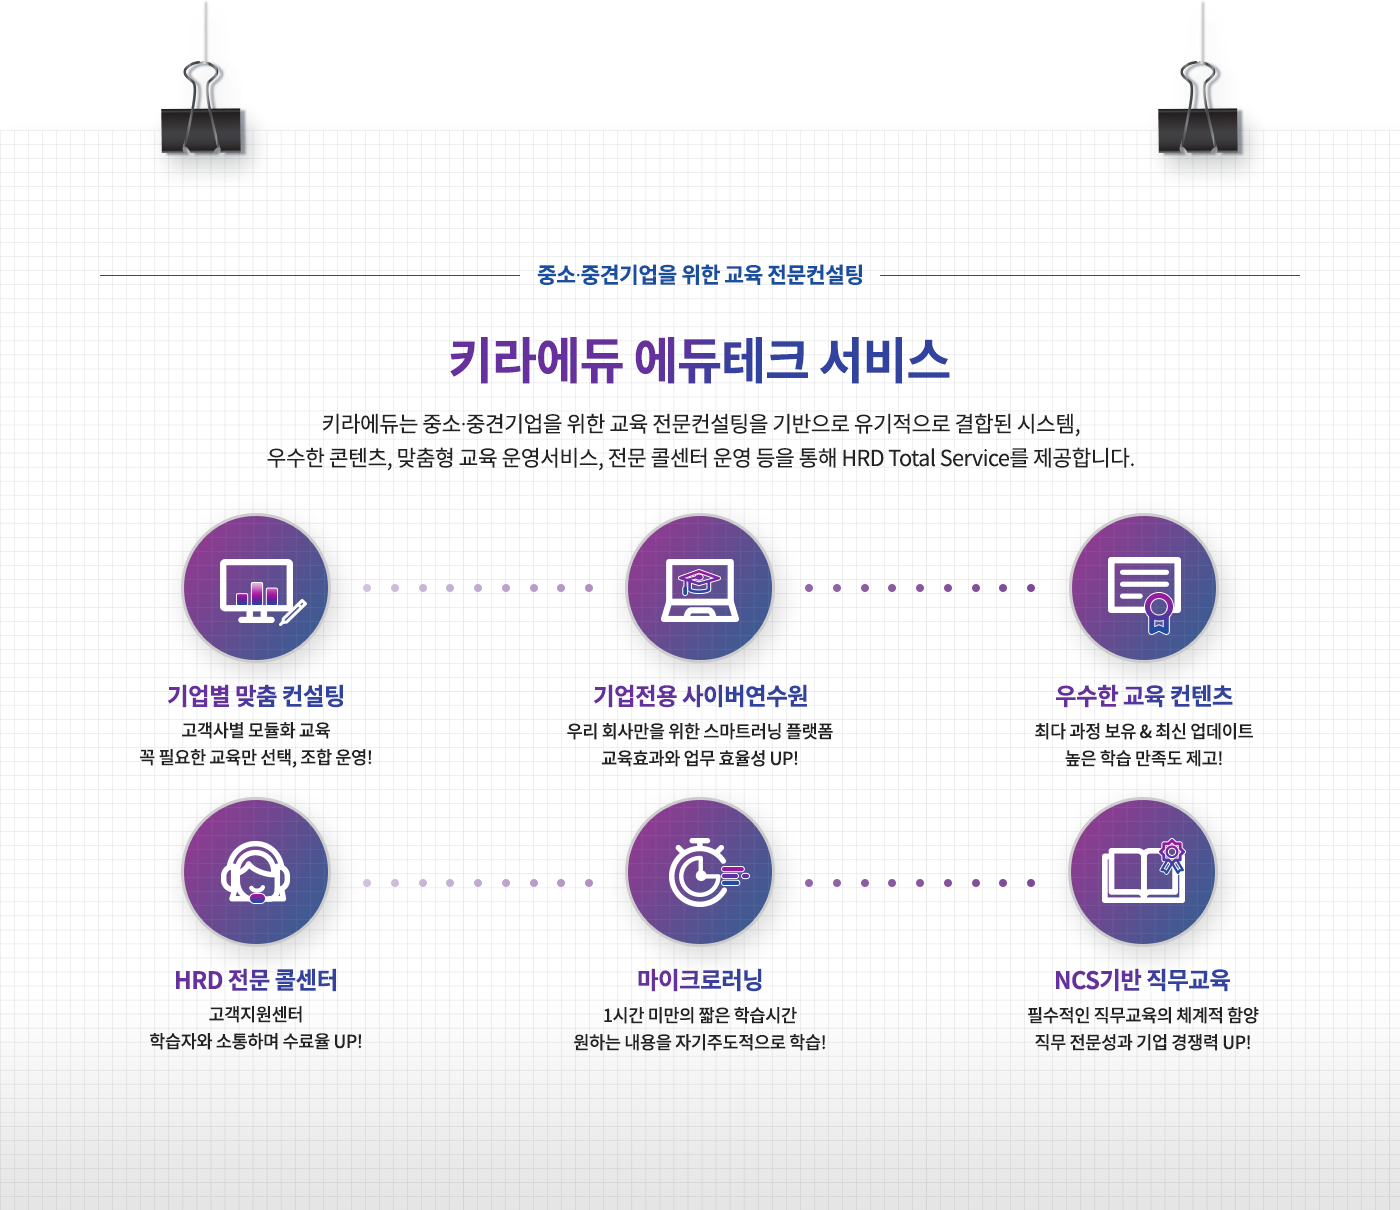 중소·중견기업을 위한 교육 전문컨설팅
키라에듀 에듀테크 서비스
키라에듀는 중소·중견기업을 위한 교육 전문컨설팅을 기반으로 유기적으로 결합된 시스템,
우수한 콘텐츠, 맞춤형 교육 운영서비스, 전문 콜센터 운영 등을 통해 HRD Total Service를 제공합니다.
기업별 맞춤 컨설팅
고객사별 모듈화 교육
꼭 필요한 교육만 선택, 조합 운영!
기업전용 사이버연수원
우리 회사만을 위한 스마트러닝 플랫폼
교육효과와 업무 효율성 UP!
우수한 교육 컨텐츠
최다 과정 보유 & 최신 업데이트
높은 학습 만족도 제고!
HRD 전문 콜센터
고객지원센터
학습자와 소통하며 수료율 UP!
마이크로러닝
1시간 미만의 짧은 학습시간
원하는 내용을 자기주도적으로 학습!
NCS기반 직무교육
필수적인 직무교육의 체계적 함양
직무 전문성과 기업 경쟁력 UP!